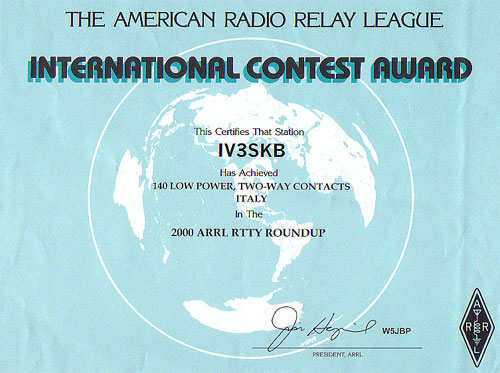 THE AMERICAN RADIO RELAY LEAGUE
INTERNATIONAL CONTEST AWARD
This Certifies That Station
IV3SKB
Has Achieved
140 LOW POWER, TWO-WAY CONTACTS
ITALY
In The
2000 ARRL RTTY ROUNDUP
W5JBP
PRESIDENT, ARRL
A
R R
L